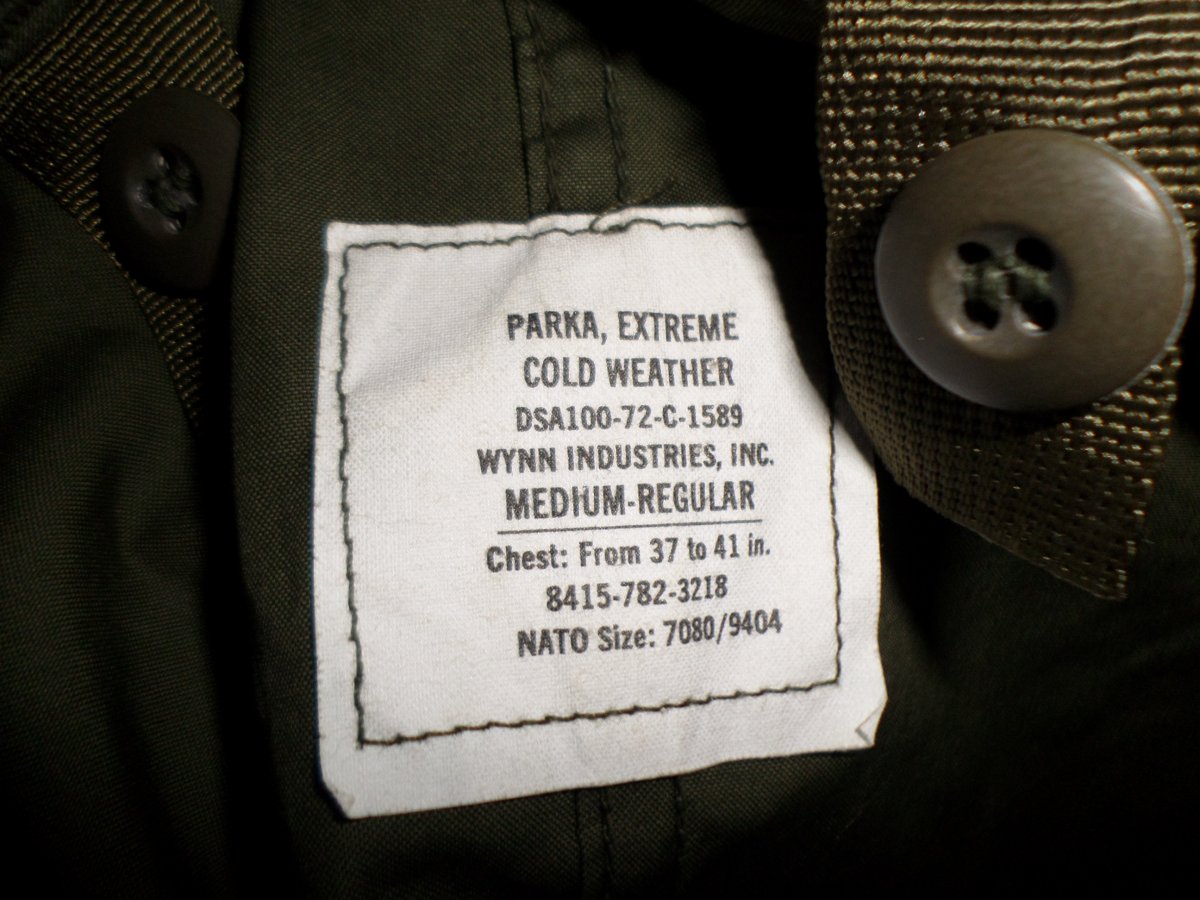 PARKA, EXTREME
COLD WEATHER
DSA100-72-C-1589
WYNN INDUSTRIES, INC.
MEDIUM-REGULAR
Chest: From 37 to 41 in.
8415-782-3218
NATO Size: 7080/9404